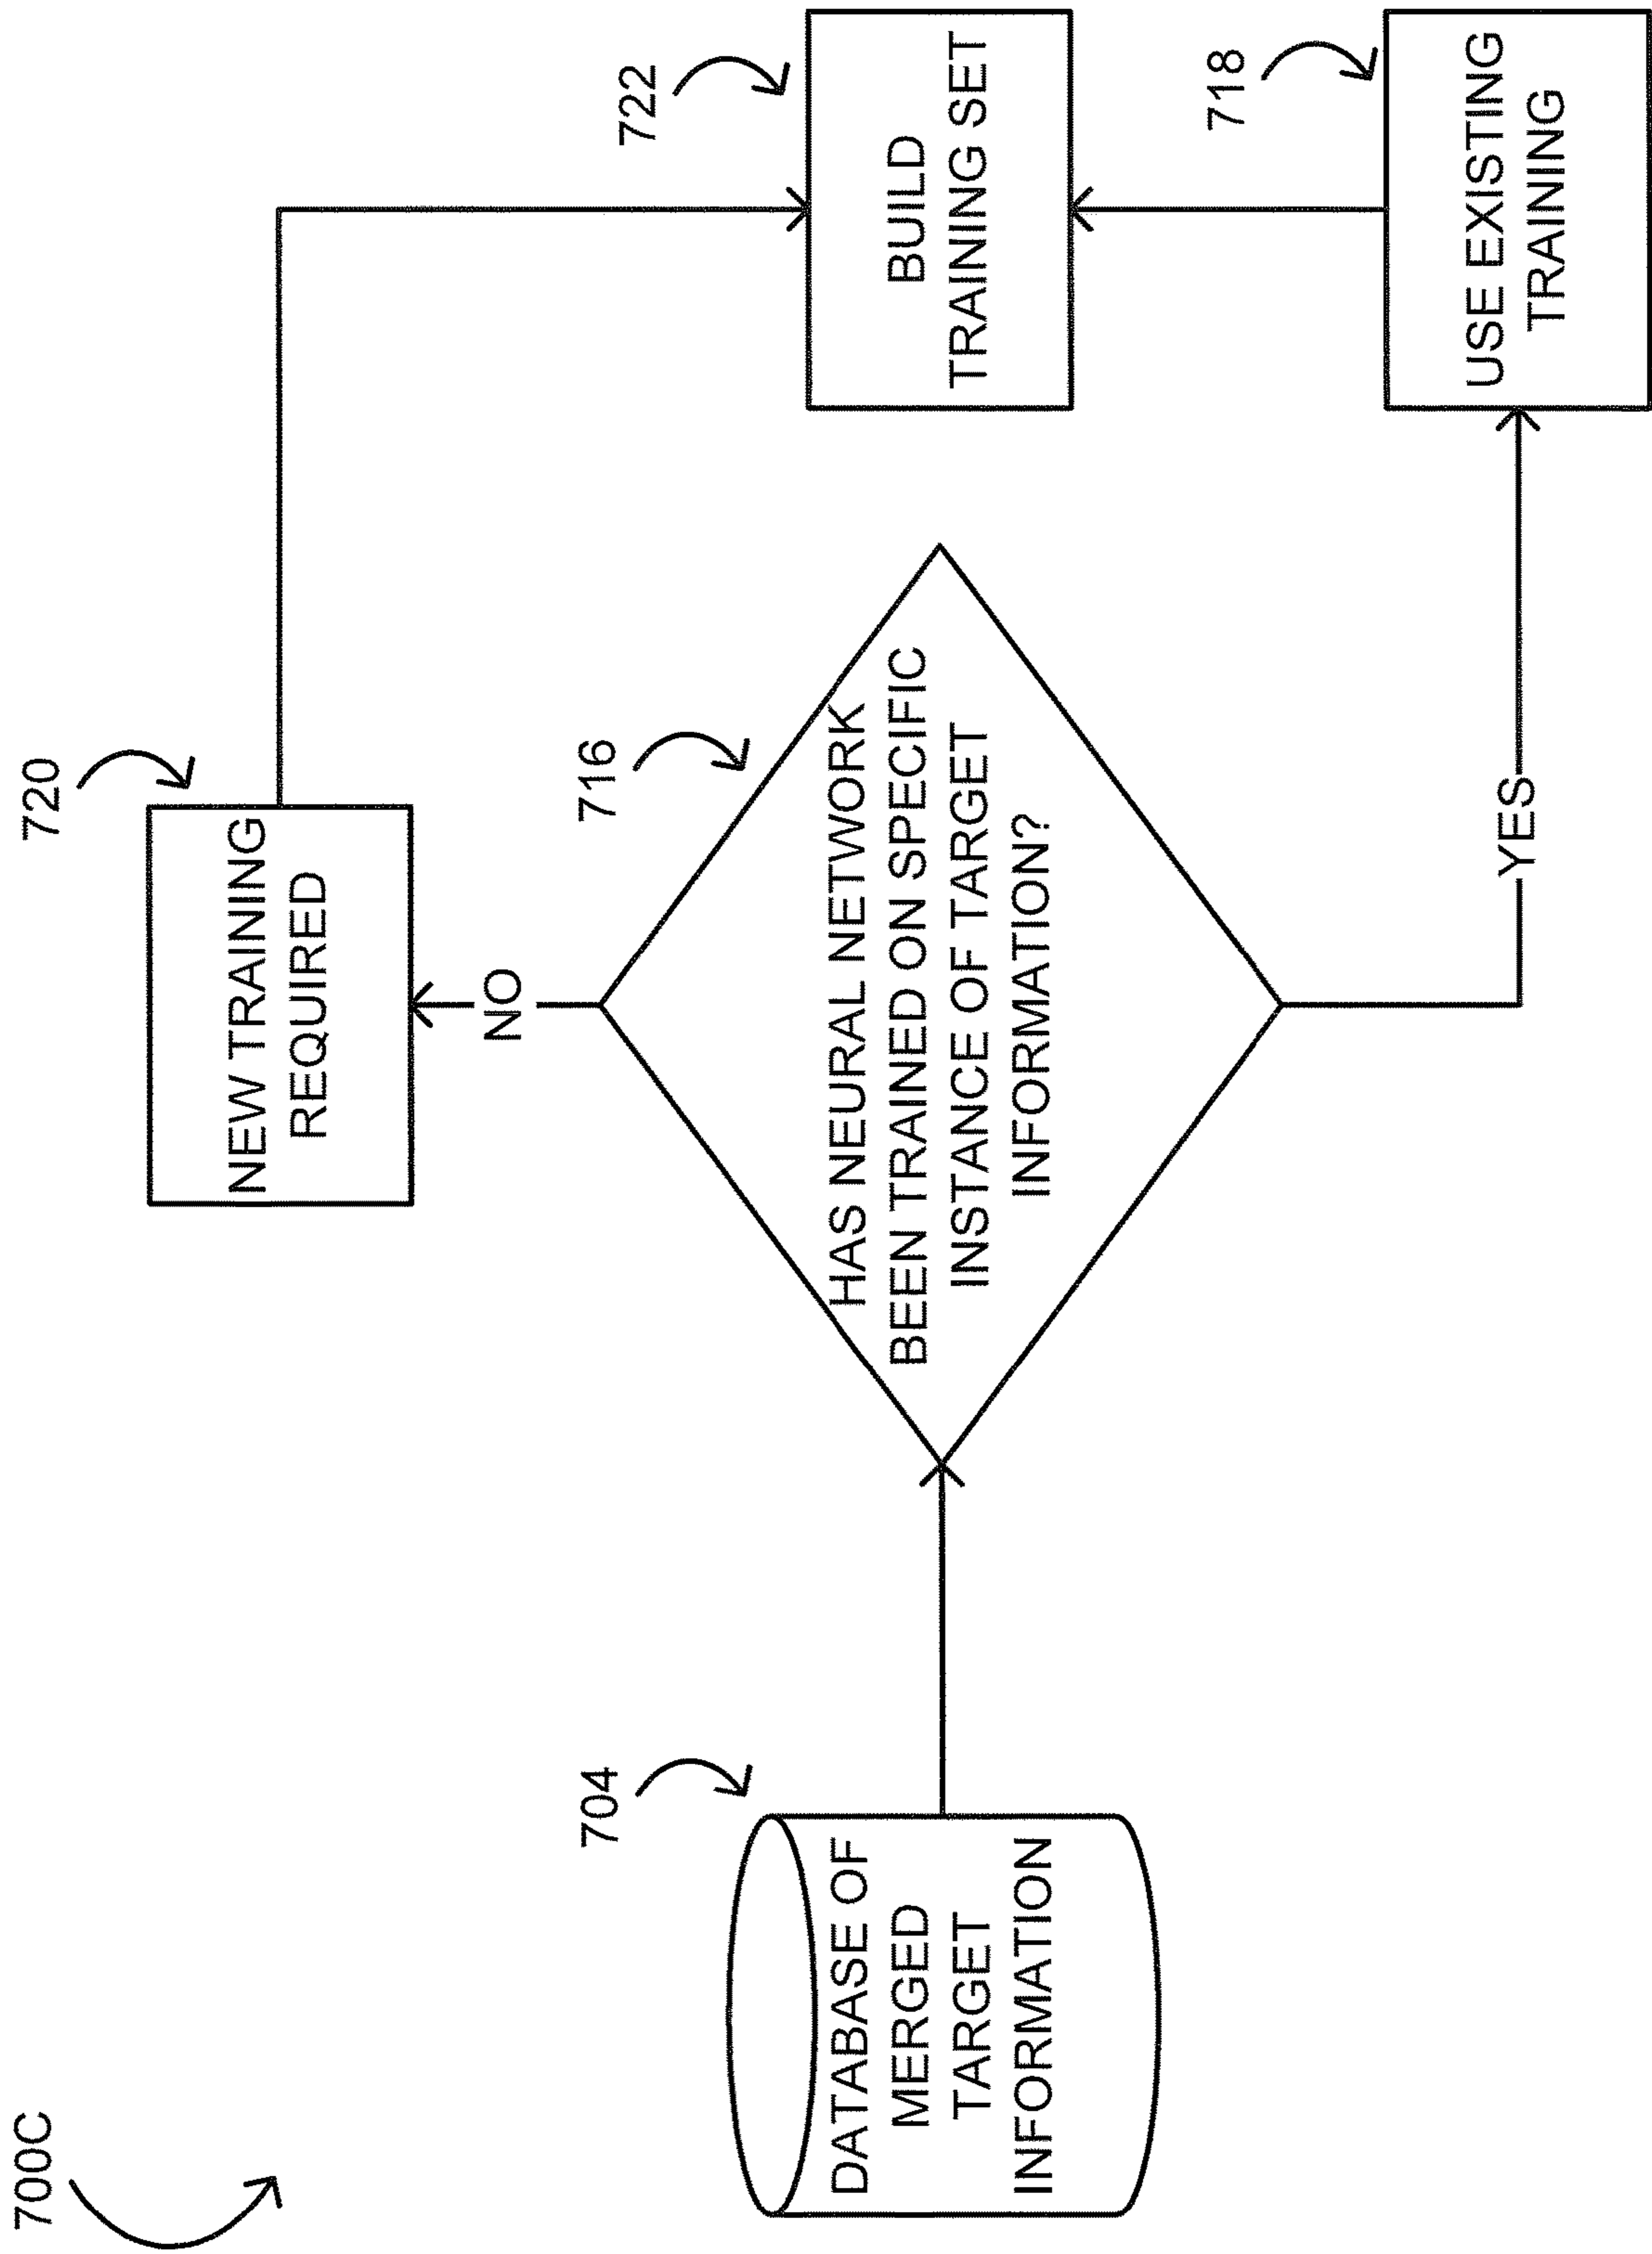 700C
704
DATABASE OF
MERGED
TARGET
INFORMATION
716
HAS NEURAL NETWORK
BEEN TRAINED ON SPECIFIC
INSTANCE OF TARGET
INFORMATION?
NO
720
NEW TRAINING
REQUIRED
YES
718
USE EXISTING
TRAINING
722
BUILD
TRAINING SET